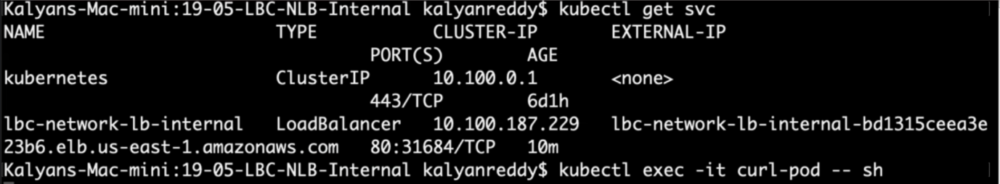 Kalyans-Mac-mini:19-05-LBC-NLB-Internal kalyanreddy$ kubectl get svc
NAME TYPE CLUSTER-IP EXTERNAL-IP
PORT(S) AGE
kubernetes ClusterIP 10.100.0.1 <none>
443/TCP 6d1h
lbc-network-lb-internal LoadBalancer 10.100.187.229 lbc-network-lb-internal-bd1315ceea3e
23b6.elb.us-east-1.amazonaws.com 80:31684/TCP 10m
Kalyans-Mac-mini:19-05-LBC-NLB-Internal kalyanreddy$ kubectl exec -it curl-pod -- sh